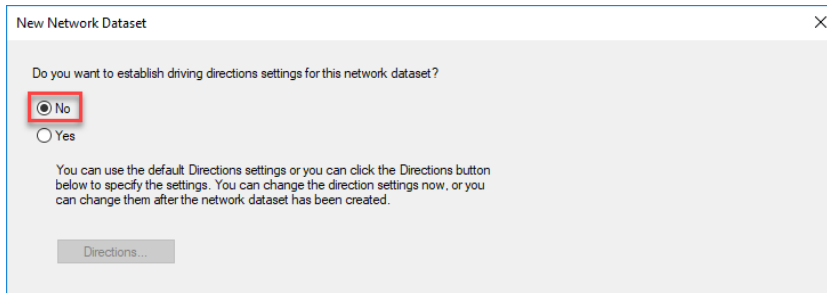 New Network Dataset
Do you want to establish driving directions settings for this network dataset?
No
Yes
You can use the default Directions settings or you can click the Directions button
below to specify the settings. You can change the direction settings now, or you
can change them after the network dataset has been created.
Directions...